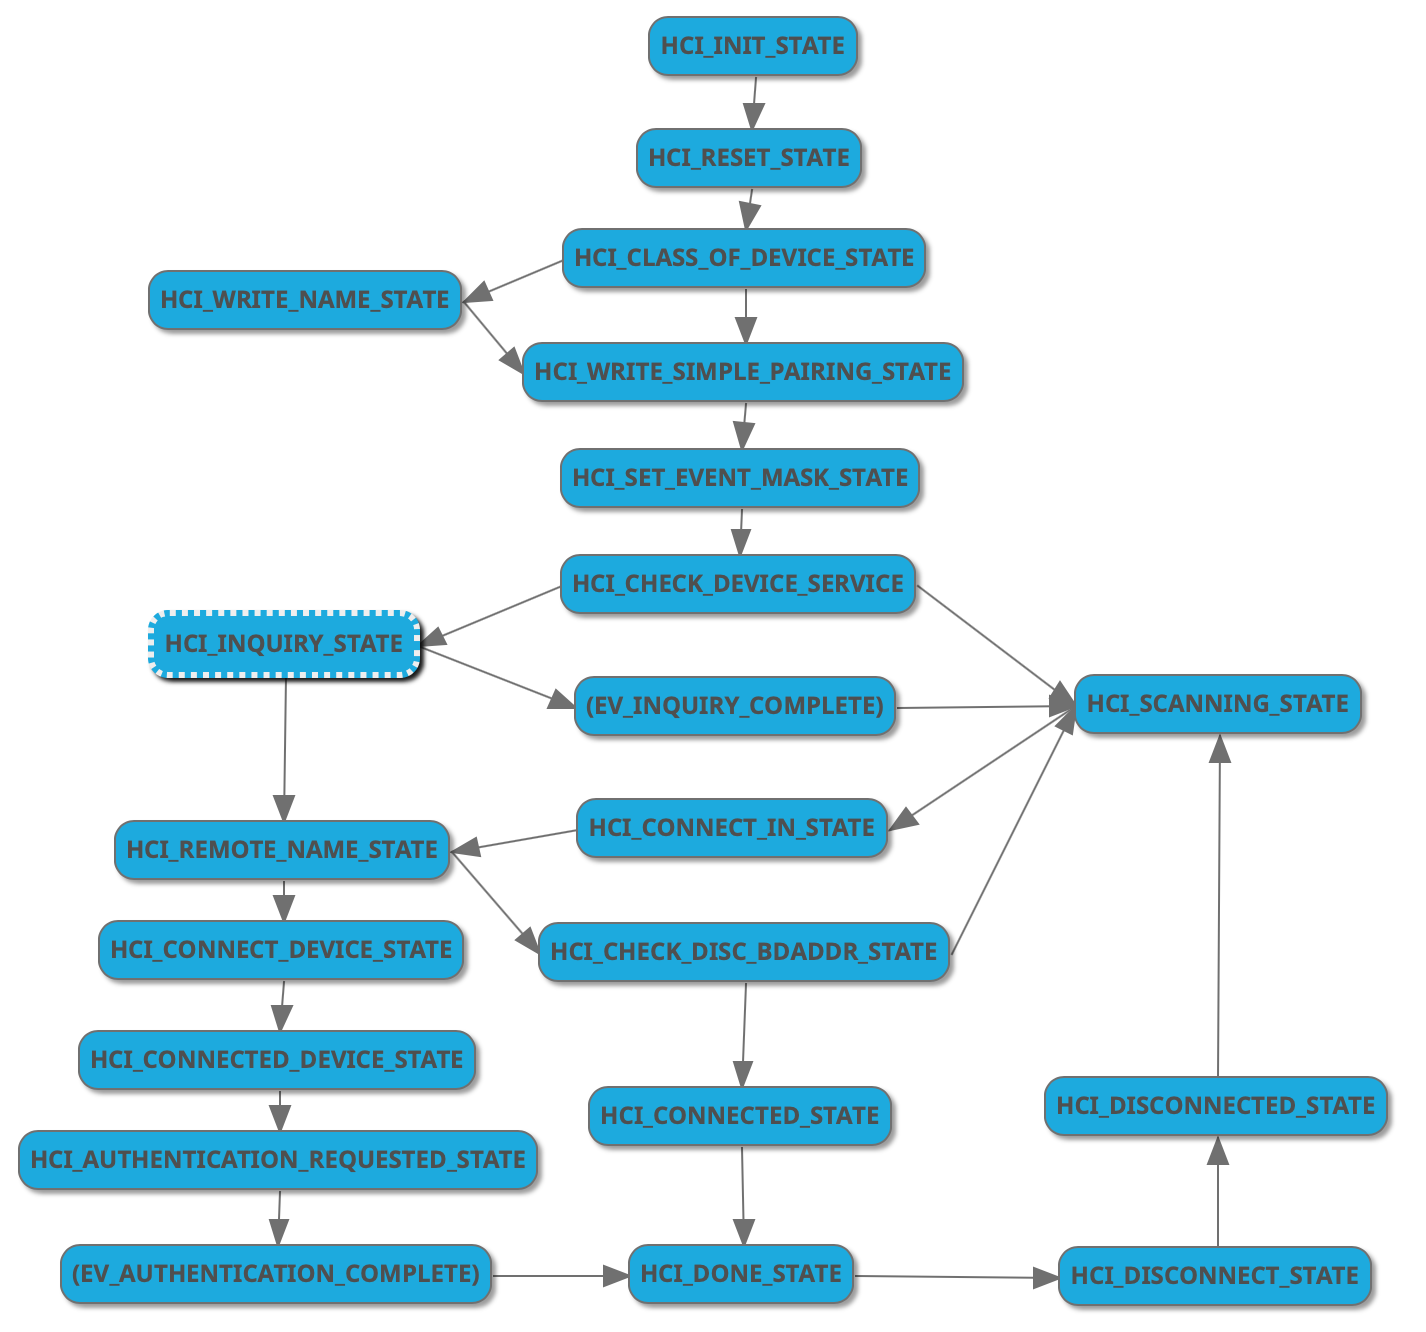 HCI_INIT_STATE
HCI_RESET_STATE
HCI_CLASS_OF_DEVICE_STATE
HCI_WRITE_NAME_STATE
HCI_WRITE_SIMPLE_PAIRING_STATE
HCI_SET_EVENT_MASK_STATE
HCI_CHECK_DEVICE_SERVICE
HCI_INQUIRY_STATE
(EV_INQUIRY_COMPLETE)
HCI_SCANNING_STATE
HCI_CONNECT_IN_STATE
HCI_REMOTE_NAME_STATE
HCI_CONNECT_DEVICE_STATE
HCI_CHECK_DISC_BDADDR_STATE
HCI_CONNECTED_DEVICE_STATE
HCI_CONNECTED_STATE
HCI_DISCONNECTED_STATE
HCI_AUTHENTICATION_REQUESTED_STATE
(EV_AUTHENTICATION_COMPLETE)
HCI_DONE_STATE
HCI_DISCONNECT_STATE